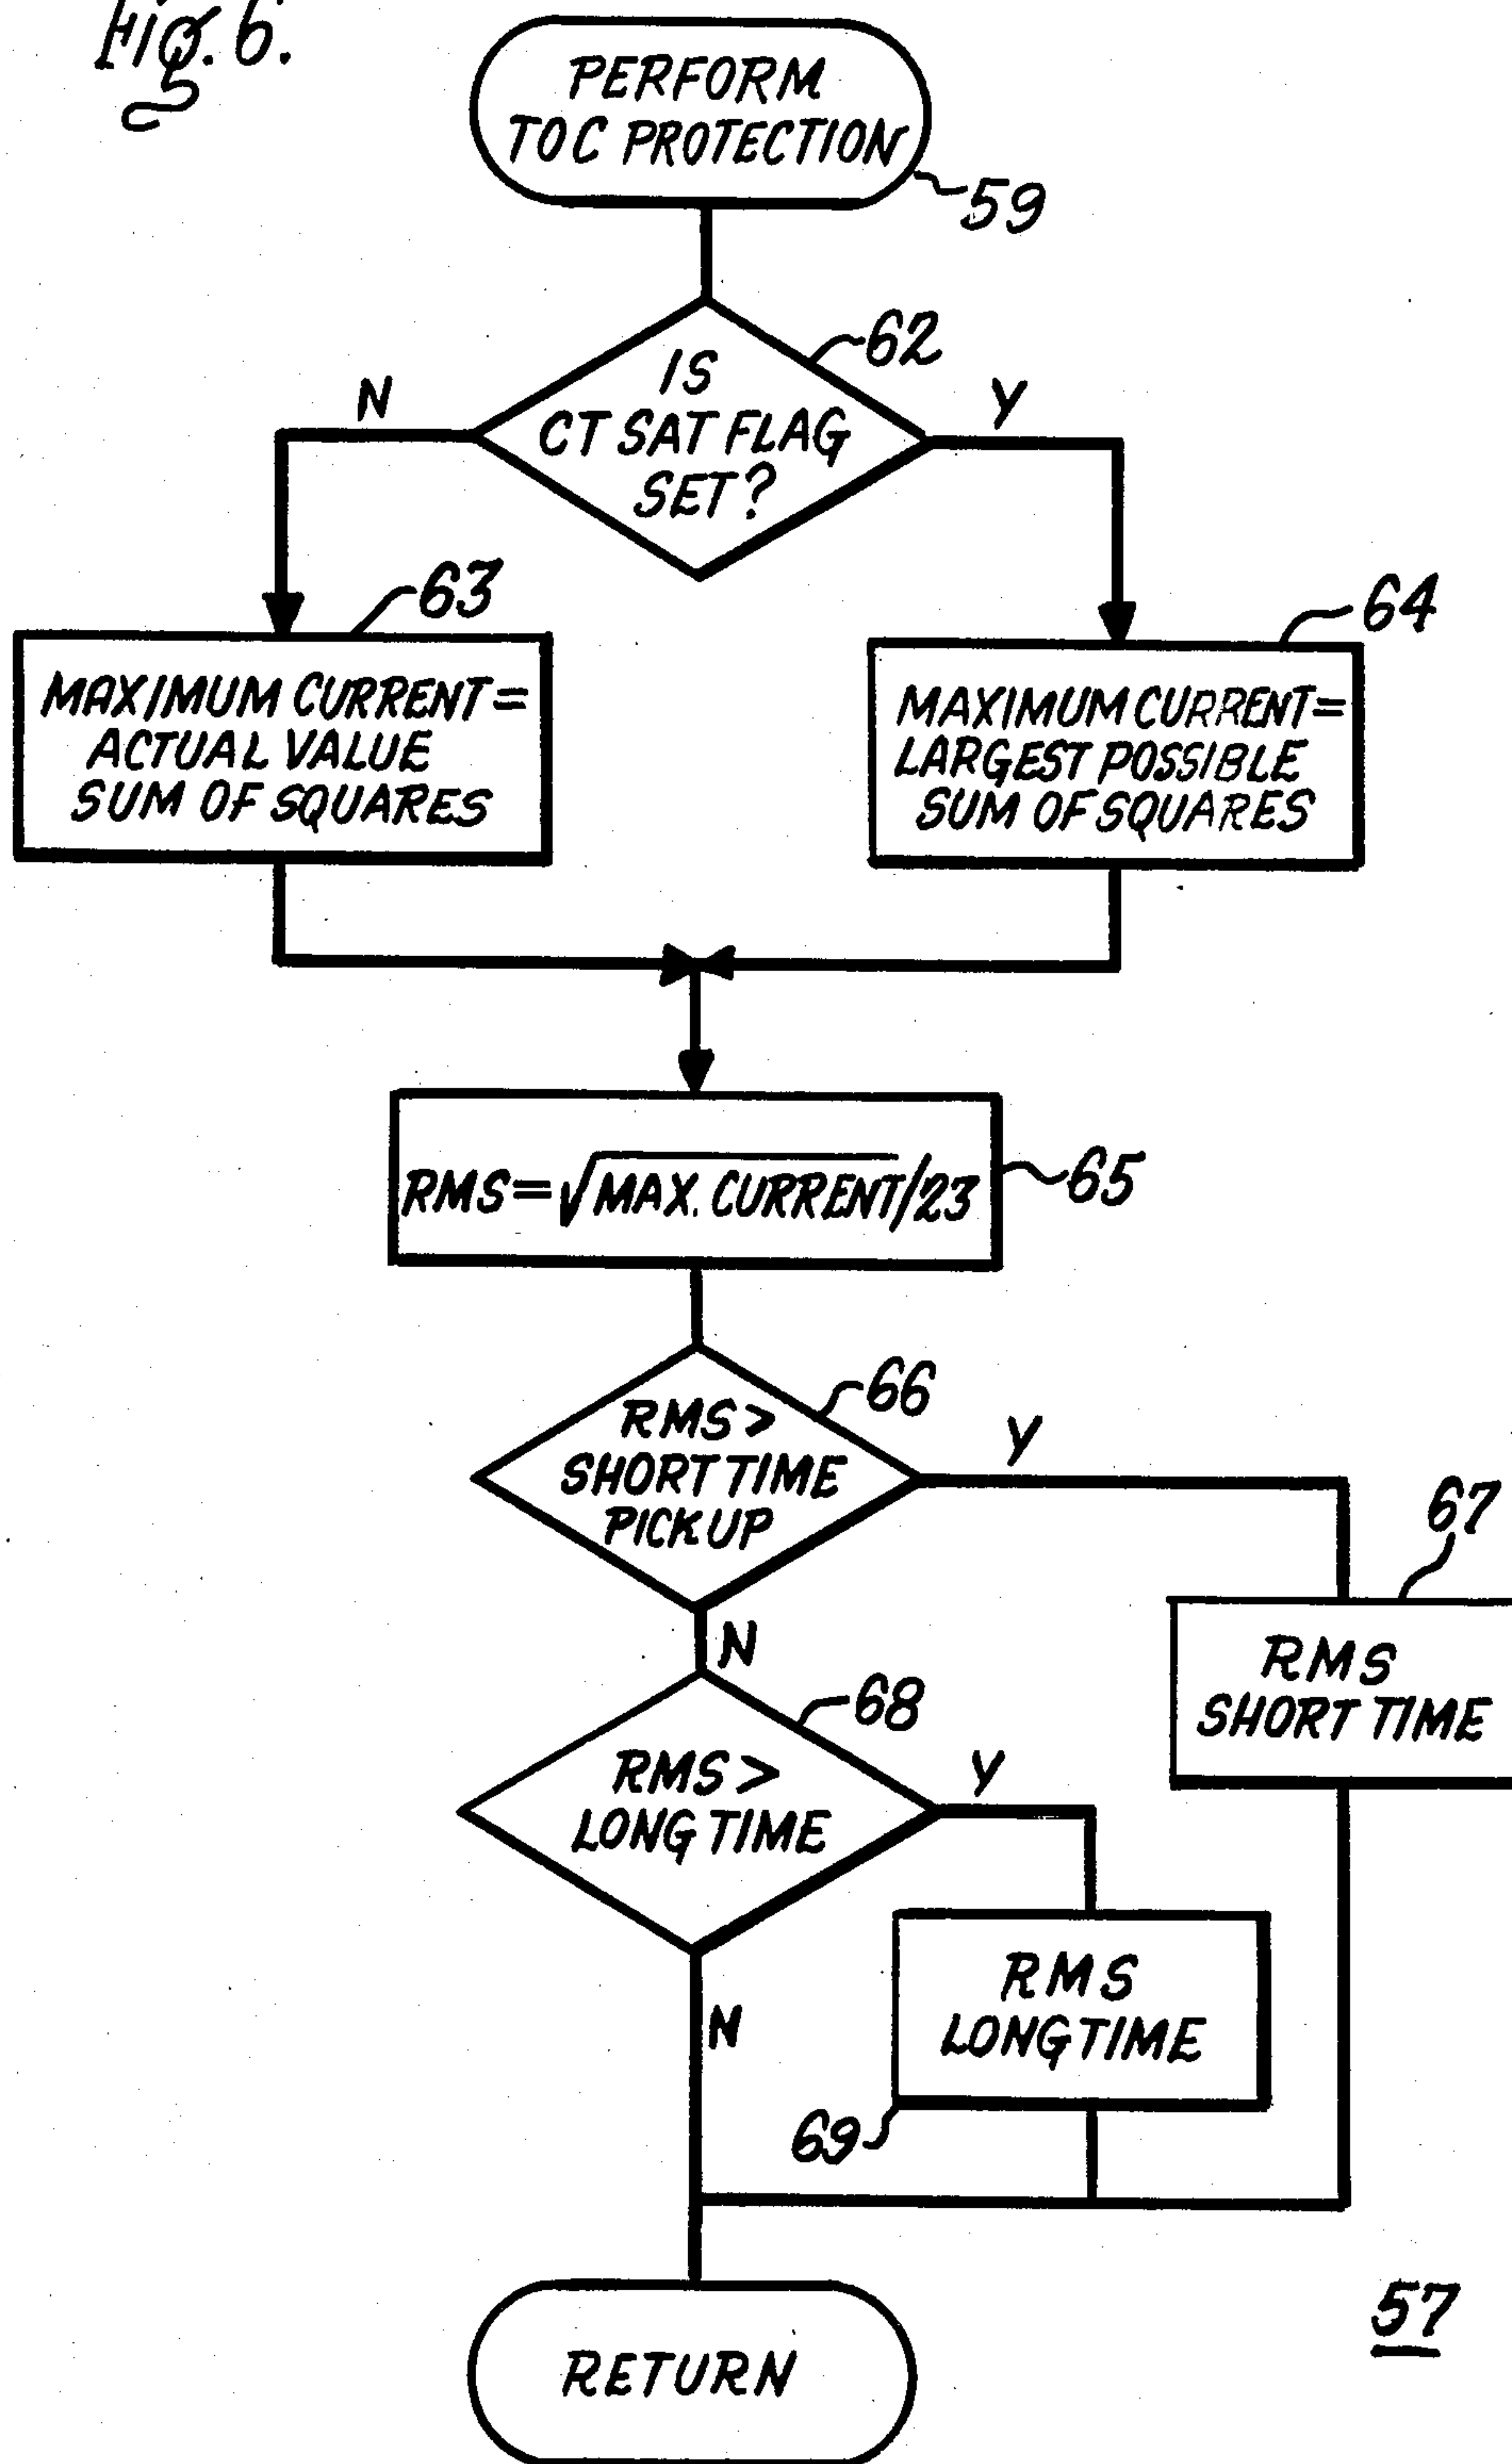 Fig. 6.
PERFORM
TOC PROTECTION
59
IS
CT SAT FLAG
SET?
62
N
Y
63
MAXIMUM CURRENT=
ACTUAL VALUE
SUM OF SQUARES
64
MAXIMUM CURRENT=
LARGEST POSSIBLE
SUM OF SQUARES
RMS=√MAX. CURRENT/23
65
RMS>
SHORT TIME
PICKUP
66
Y
N
67
RMS
SHORT TIME
68
RMS>
LONG TIME
Y
N
RMS
LONG TIME
69
57
RETURN